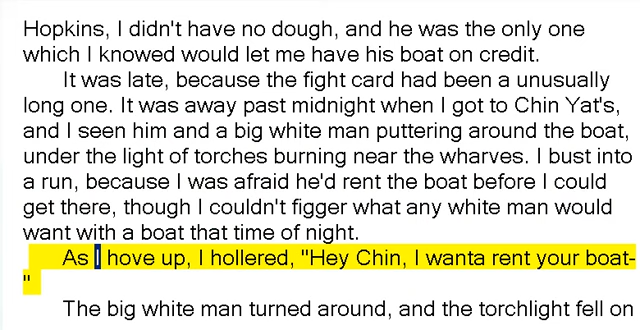 Hopkins, I didn't have no dough, and he was the only one
which I knowed would let me have his boat on credit.
It was late, because the fight card had been a unusually
long one. It was away past midnight when I got to Chin Yat's,
and I seen him and a big white man puttering around the boat,
under the light of torches burning near the wharves. I bust into
a run, because I was afraid he'd rent the boat before I could
get there, though I couldn't figger what any white man would
want with a boat that time of night.
As I hove up, I hollered, "Hey Chin, I wanta rent your boat-
"
The big white man turned around, and the torchlight fell on